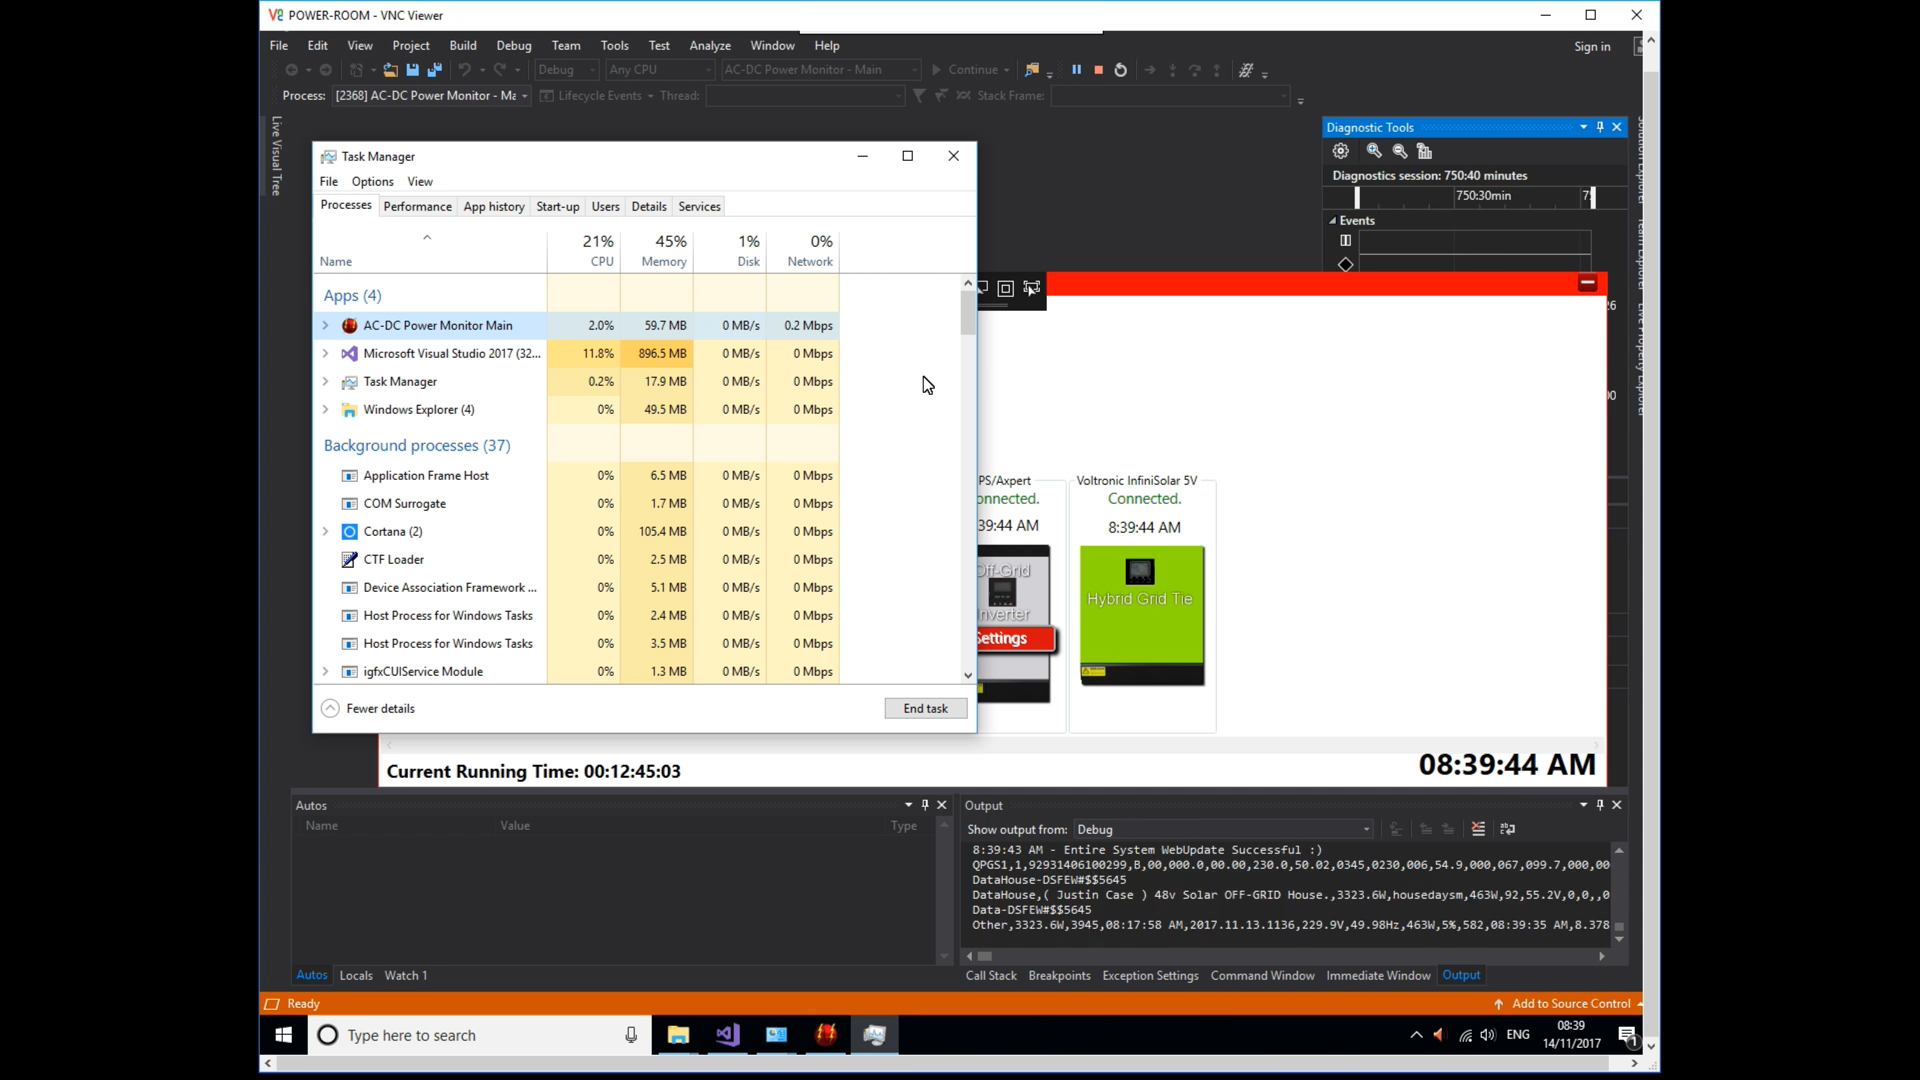 POWER-ROOM - VNC Viewer
File Edit View Project Build Debug Team Tools Test Analyze Window Help
Sign in
Debug Any CPU AC-DC Power Monitor - Main Continue
Process: [2368] AC-DC Power Monitor - Ma Lifecycle Events Thread: Stack Frame:
Live Visual Tree
Diagnostic Tools
Diagnostics session: 750:40 minutes
750:30min
Events
Task Manager
File Options View
Processes Performance App history Start-up Users Details Services
21% 45% 1% 0%
Name CPU Memory Disk Network
Apps (4)
AC-DC Power Monitor Main 2.0% 59.7 MB 0 MB/s 0.2 Mbps
Microsoft Visual Studio 2017 (32... 11.8% 896.5 MB 0 MB/s 0 Mbps
Task Manager 0.2% 17.9 MB 0 MB/s 0 Mbps
Windows Explorer (4) 0% 49.5 MB 0 MB/s 0 Mbps
Background processes (37)
Application Frame Host 0% 6.5 MB 0 MB/s 0 Mbps
COM Surrogate 0% 1.7 MB 0 MB/s 0 Mbps
Cortana (2) 0% 105.4 MB 0 MB/s 0 Mbps
CTF Loader 0% 2.5 MB 0 MB/s 0 Mbps
Device Association Framework ... 0% 5.1 MB 0 MB/s 0 Mbps
Host Process for Windows Tasks 0% 2.4 MB 0 MB/s 0 Mbps
Host Process for Windows Tasks 0% 3.5 MB 0 MB/s 0 Mbps
igfxCUIService Module 0% 1.3 MB 0 MB/s 0 Mbps
Fewer details
End task
PS/Axpert
onnected.
39:44 AM
Off-Grid
Inverter
Settings
Voltronic InfiniSolar 5V
Connected.
8:39:44 AM
Hybrid Grid Tie
Current Running Time: 00:12:45:03
08:39:44 AM
Autos
Name Value Type
Autos Locals Watch 1
Output
Show output from: Debug
8:39:43 AM - Entire System WebUpdate Successful :)
QPGS1,1,92931406100299,B,00,000.0,00.00,230.0,50.02,0345,0230,006,54.9,000,067,099.7,000,00
DataHouse-DSFEW#$$5645
DataHouse,( Justin Case ) 48v Solar OFF-GRID House.,3323.6W,housedaysm,463W,92,55.2V,0,0,,0
Data-DSFEW#$$5645
Other,3323.6W,3945,08:17:58 AM,2017.11.13.1136,229.9V,49.98Hz,463W,5%,582,08:39:35 AM,8.378
Call Stack Breakpoints Exception Settings Command Window Immediate Window Output
Ready
Add to Source Control
Type here to search
ENG
08:39
14/11/2017
1